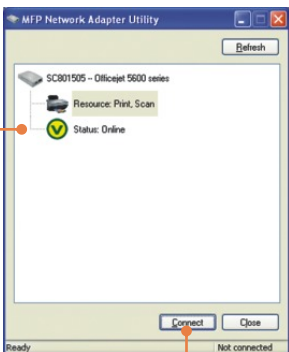 MFP Network Adapter Utility
Refresh
SC801505 -- Officejet 5600 series
Resource: Print, Scan
Status: Online
Connect
Close
Ready
Not connected